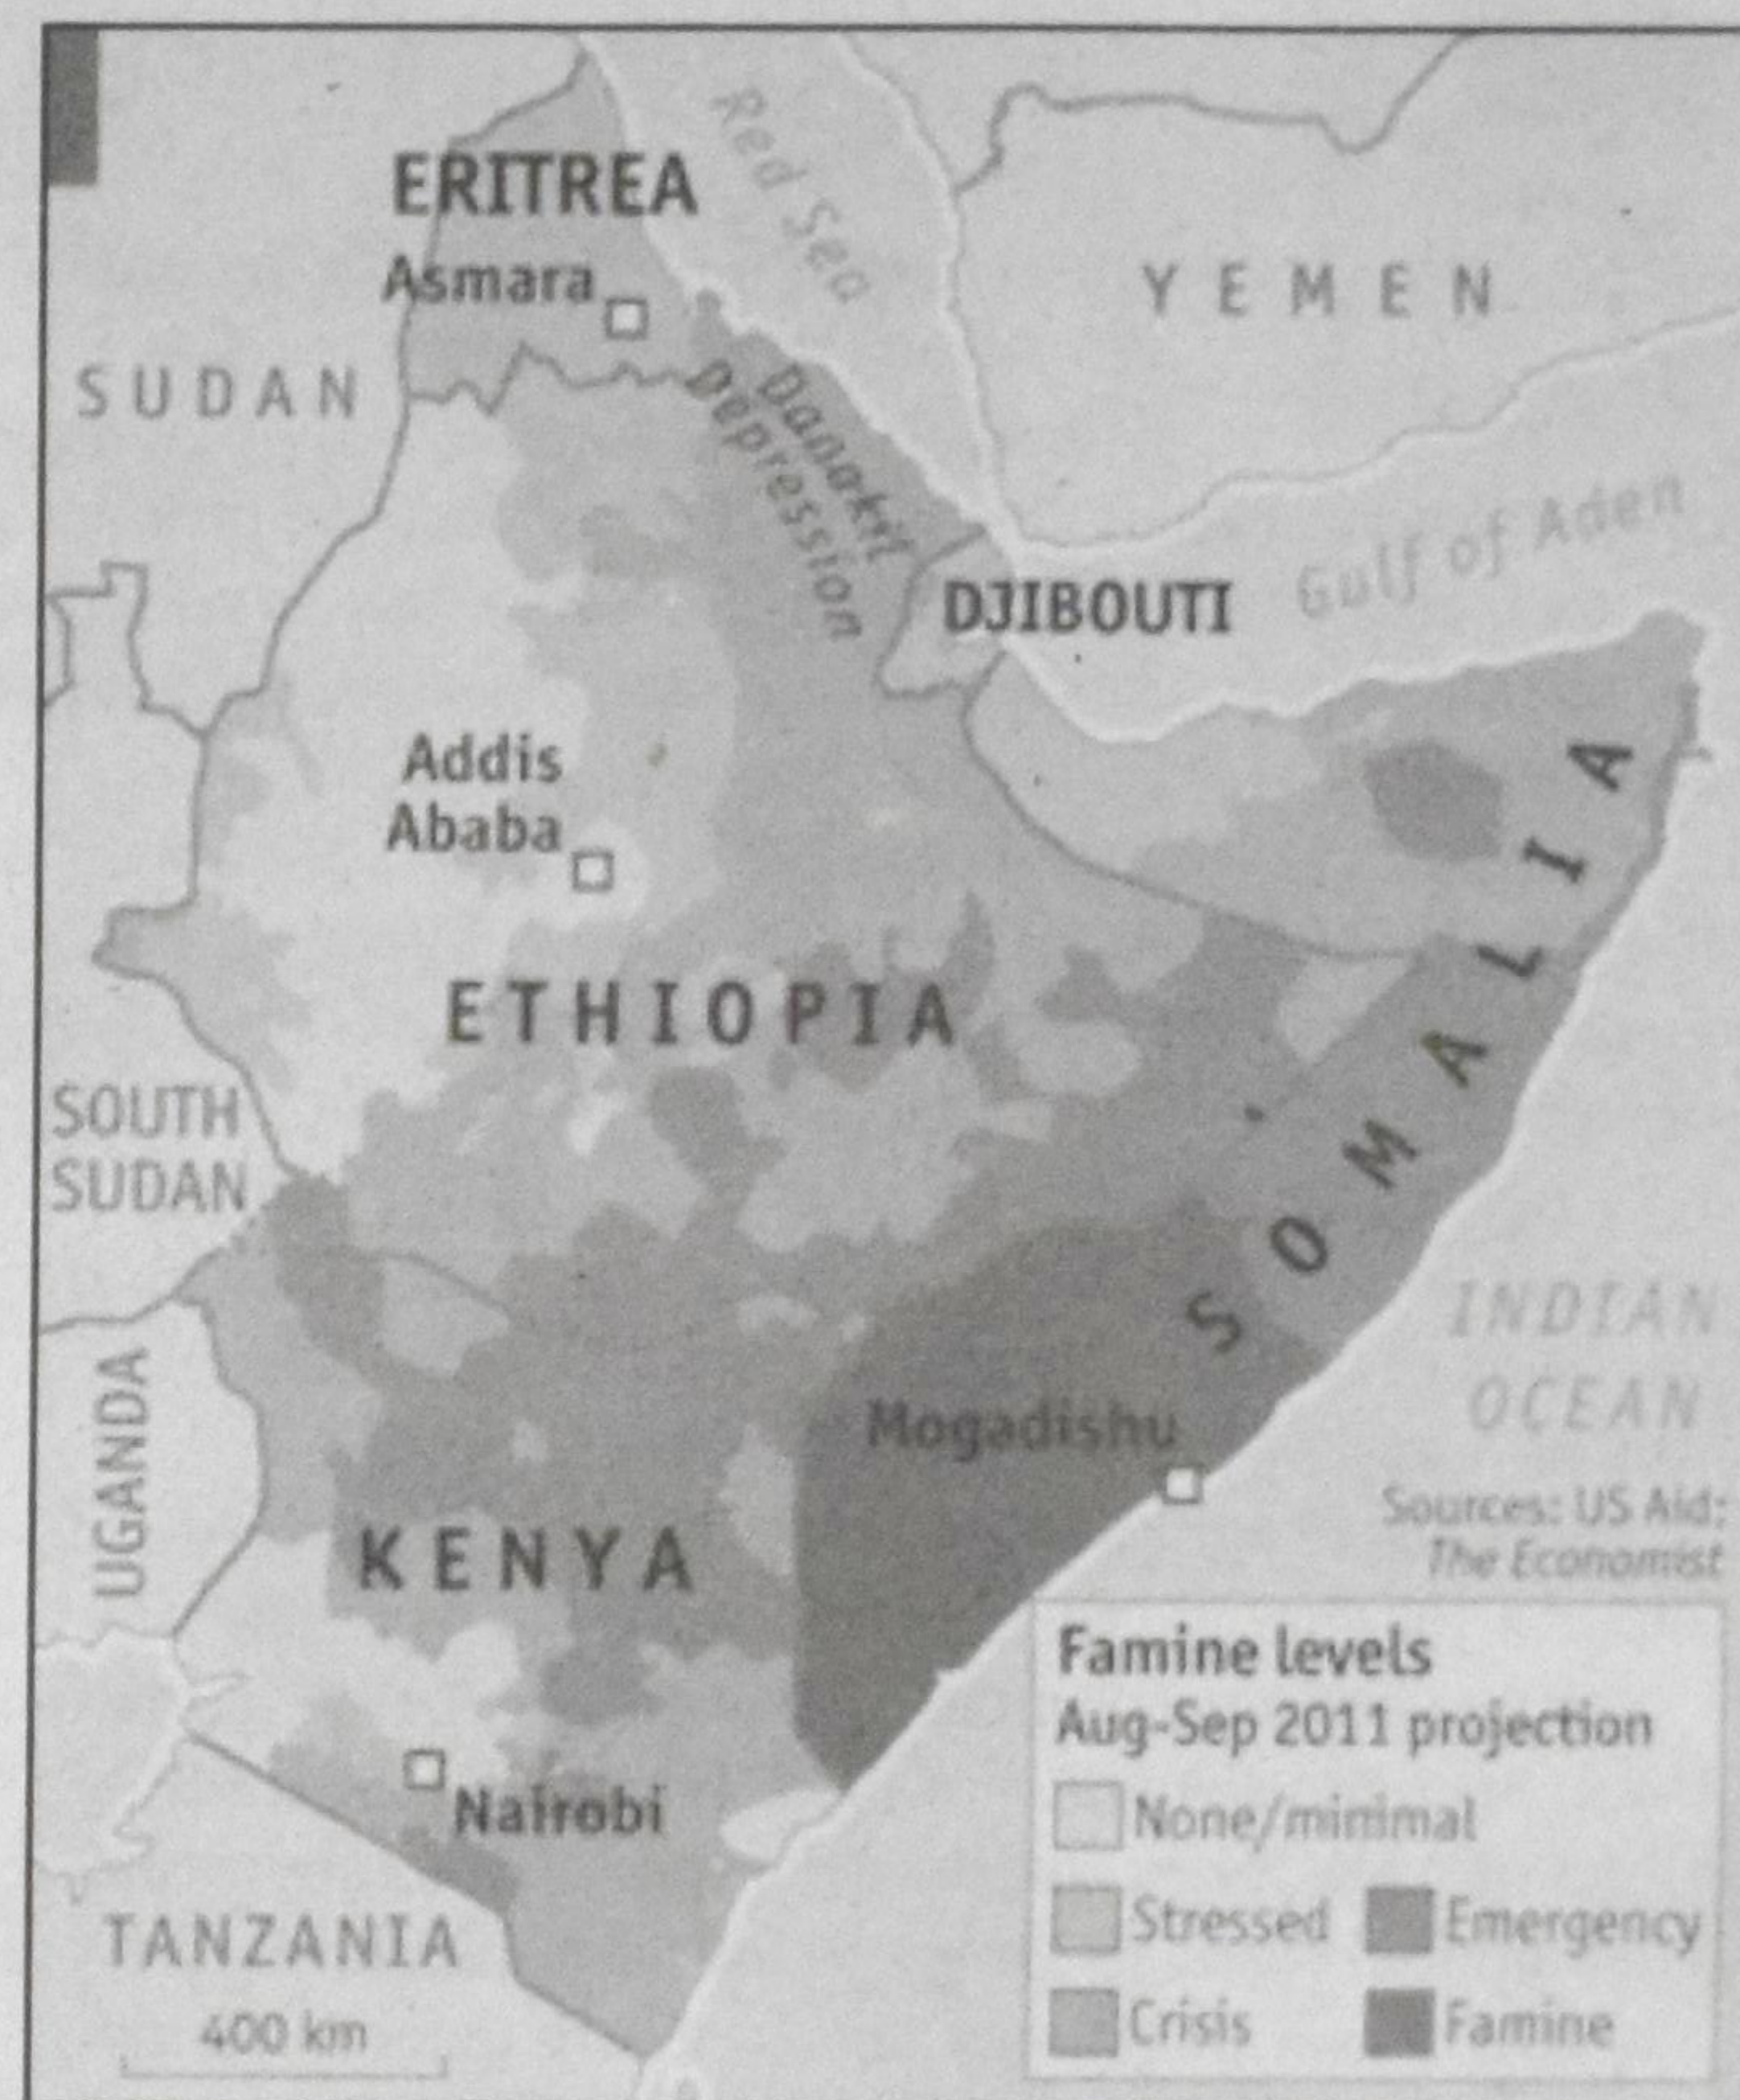 Red Sea
ERITREA
Asmara
YEMEN
SUDAN
Danakil
Depression
Gulf of Aden
DJIBOUTI
Addis
Ababa
ETHIOPIA
SOMALIA
SOUTH
SUDAN
INDIAN
OCEAN
UGANDA
Mogadishu
Sources: US Aid;
The Economist
KENYA
Famine levels
Aug-Sep 2011 projection
None/minimal
Nairobi
Stressed
Emergency
TANZANIA
Crisis
Famine
400 km